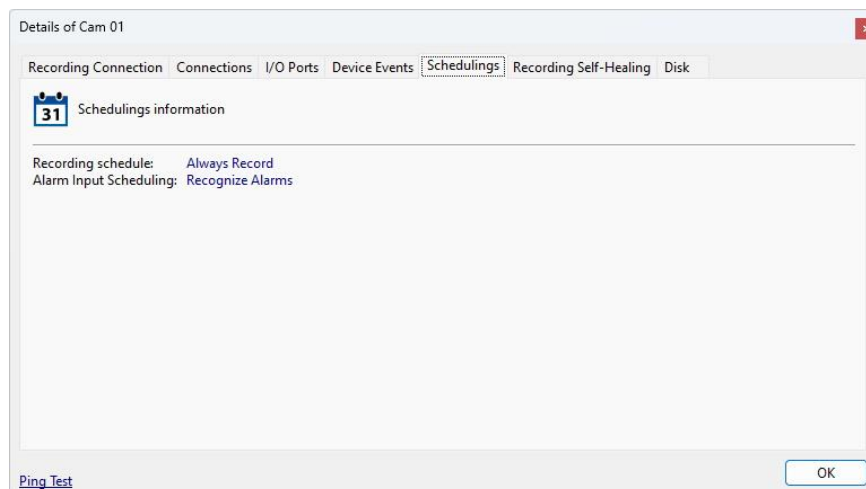 Details of Cam 01
Recording Connection Connections I/O Ports Device Events Schedulings Recording Self-Healing Disk
31 Schedulings information
Recording schedule: Always Record
Alarm Input Scheduling: Recognize Alarms
Ping Test OK